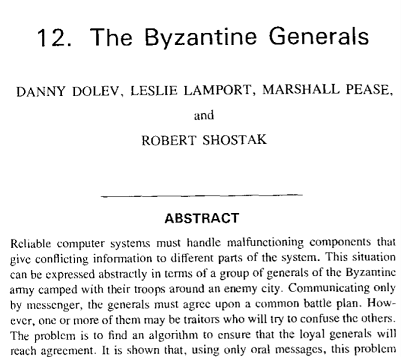 12. The Byzantine Generals
DANNY DOLEV, LESLIE LAMPORT, MARSHALL PEASE,
and
ROBERT SHOSTAK
ABSTRACT
Reliable computer systems must handle malfunctioning components that
give conflicting information to different parts of the system. This situation
can be expressed abstractly in terms of a group of generals of the Byzantine
army camped with their troops around an enemy city. Communicating only
by messenger, the generals must agree upon a common battle plan. How-
ever, one or more of them may be traitors who will try to confuse the others.
The problem is to find an algorithm to ensure that the loyal generals will
reach agreement. It is shown that, using only oral messages, this problem